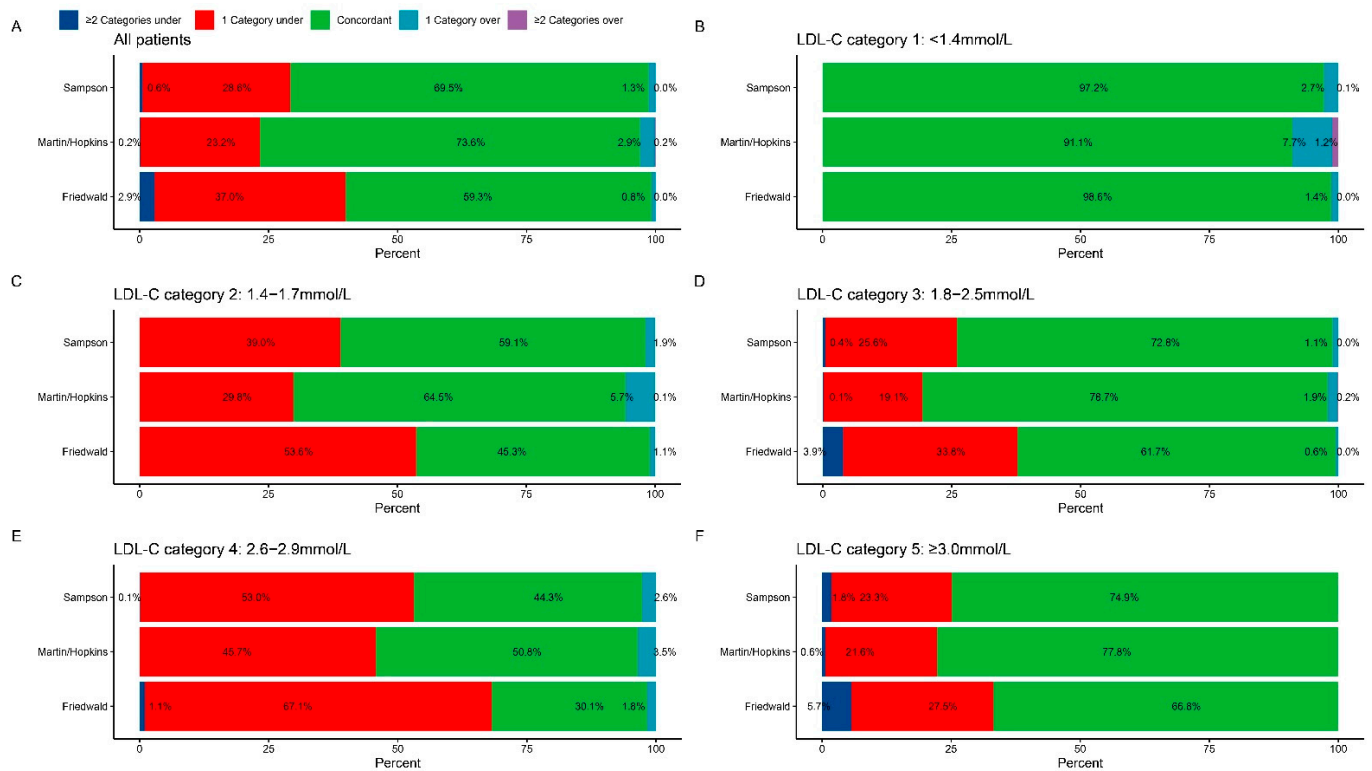 ≥2 Categories under 1 Category under Concordant 1 Category over ≥2 Categories over
A
All patients
Sampson 0.6% 28.6% 69.5% 1.3% 0.0%
Martin/Hopkins 0.2% 23.2% 73.6% 2.9% 0.2%
Friedwald 2.9% 37.0% 59.3% 0.8% 0.0%
0 25 50 75 100
Percent
B
LDL-C category 1: <1.4mmol/L
Sampson 97.2% 2.7% 0.1%
Martin/Hopkins 91.1% 7.7% 1.2%
Friedwald 98.6% 1.4% 0.0%
0 25 50 75 100
Percent
C
LDL-C category 2: 1.4−1.7mmol/L
Sampson 39.0% 59.1% 1.9%
Martin/Hopkins 29.8% 64.5% 5.7% 0.1%
Friedwald 53.6% 45.3% 1.1%
0 25 50 75 100
Percent
D
LDL-C category 3: 1.8−2.5mmol/L
Sampson 0.4% 25.6% 72.8% 1.1% 0.0%
Martin/Hopkins 0.1% 19.1% 78.7% 1.9% 0.2%
Friedwald 3.9% 33.8% 61.7% 0.6% 0.0%
0 25 50 75 100
Percent
E
LDL-C category 4: 2.6−2.9mmol/L
Sampson 0.1% 53.0% 44.3% 2.6%
Martin/Hopkins 45.7% 50.8% 3.5%
Friedwald 1.1% 67.1% 30.1% 1.8%
0 25 50 75 100
Percent
F
LDL-C category 5: ≥3.0mmol/L
Sampson 1.8% 23.3% 74.9%
Martin/Hopkins 0.6% 21.6% 77.8%
Friedwald 5.7% 27.5% 66.8%
0 25 50 75 100
Percent